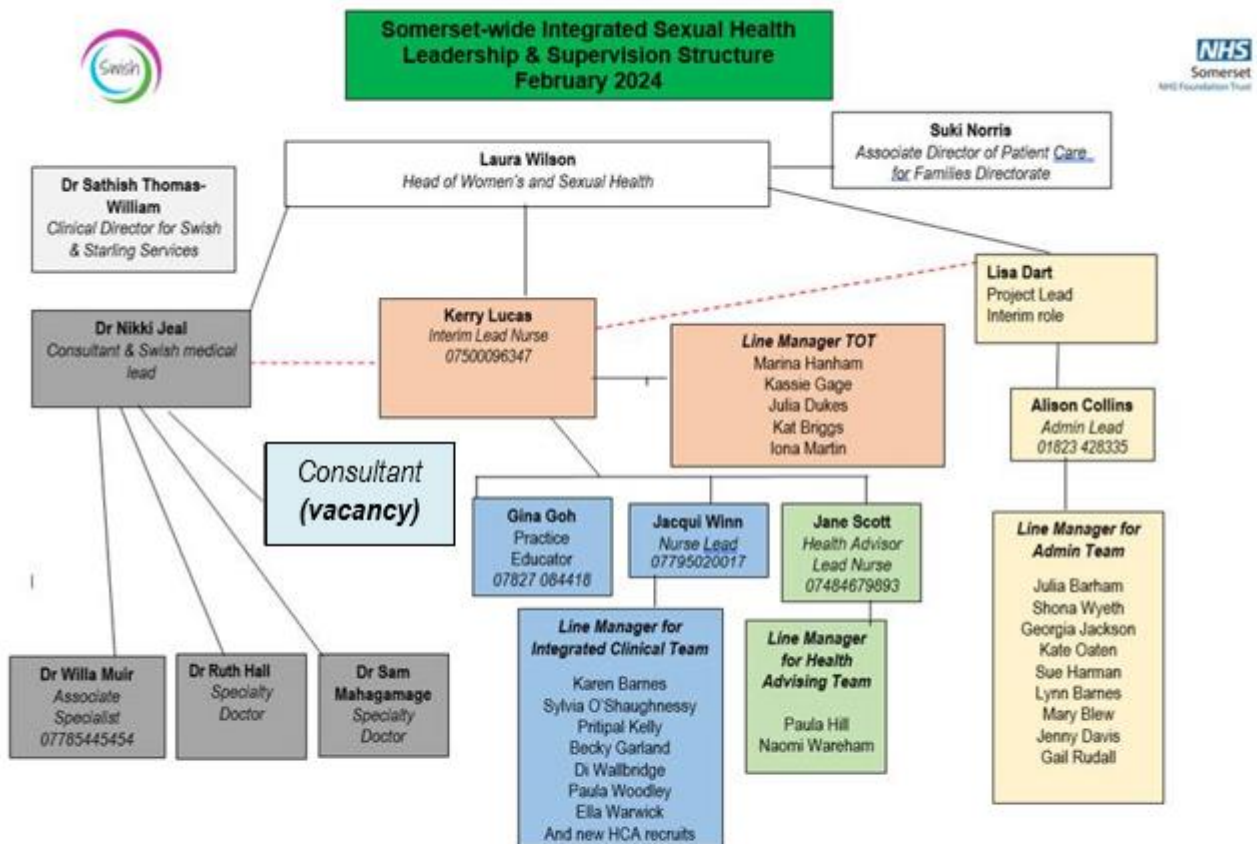 Somerset-wide Integrated Sexual Health
Leadership & Supervision Structure
February 2024
Swish
NHS
Somerset
NHS Foundation Trust
Suki Norris
Associate Director of Patient Care
for Families Directorate
Laura Wilson
Head of Women's and Sexual Health
Dr Sathish Thomas-
William
Clinical Director for Swish
& Starling Services
Lisa Dart
Project Lead
Interim role
Kerry Lucas
Interim Lead Nurse
07500096347
Dr Nikki Jeal
Consultant & Swish medical
lead
Line Manager TOT
Marina Hanham
Kassie Gage
Julia Dukes
Kat Briggs
Iona Martin
Alison Collins
Admin Lead
01823 428335
Consultant
(vacancy)
Gina Goh
Practice
Educator
07827 084418
Jacqui Winn
Nurse Lead
07795020017
Jane Scott
Health Advisor
Lead Nurse
07484679893
Line Manager for
Admin Team
Julia Barham
Shona Wyeth
Georgia Jackson
Kate Oaten
Sue Harman
Lynn Barnes
Mary Blew
Jenny Davis
Gail Rudall
Line Manager for
Integrated Clinical Team
Karen Barnes
Sylvia O'Shaughnessy
Pritipal Kelly
Becky Garland
Di Wallbridge
Paula Woodley
Ella Warwick
And new HCA recruits
Line Manager
for Health
Advising Team
Paula Hill
Naomi Wareham
Dr Willa Muir
Associate
Specialist
07785445454
Dr Ruth Hall
Specialty
Doctor
Dr Sam
Mahagamage
Specialty
Doctor